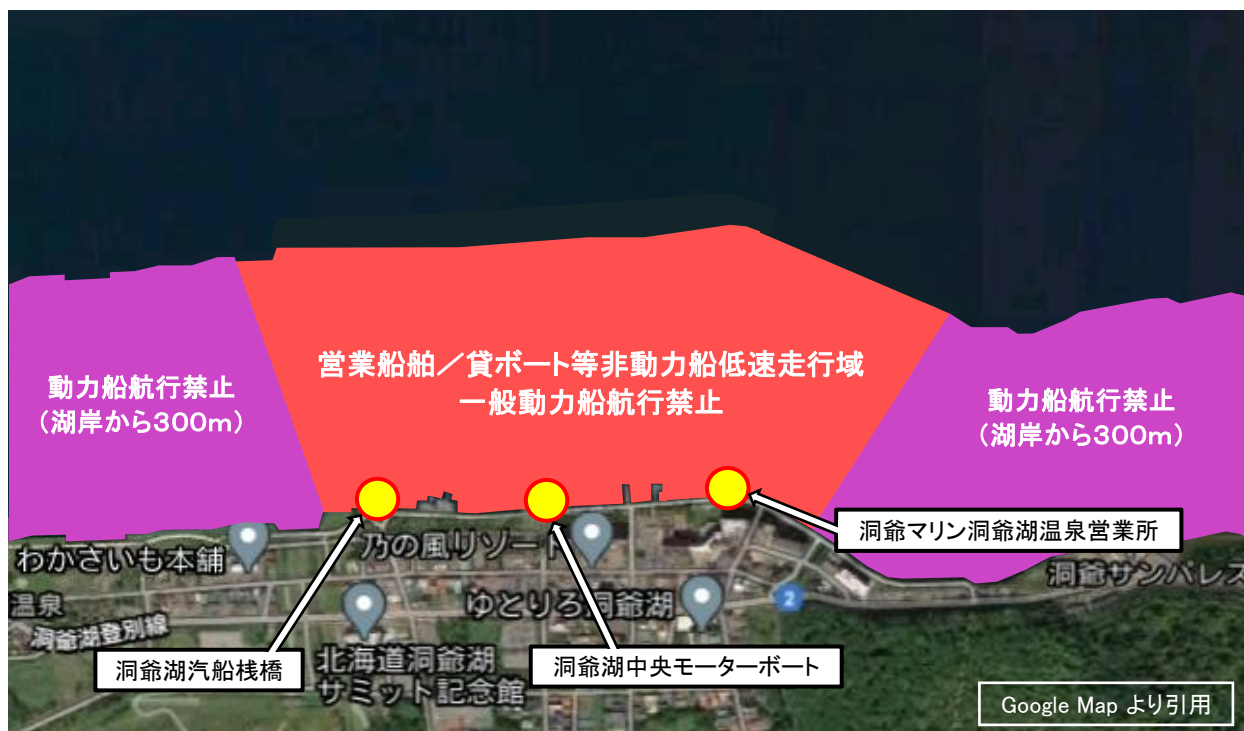 営業船舶／貸ボート等非動力船低速走行域
一般動力船航行禁止
動力船航行禁止
（湖岸から300ｍ）
動力船航行禁止
（湖岸から300ｍ）
洞爺マリン洞爺湖温泉営業所
わかさいも本舗
乃の風リゾート
洞爺サンパレス
温泉
洞爺湖登別線
ゆとりろ洞爺湖
2
北海道洞爺湖
サミット記念館
洞爺湖汽船桟橋
洞爺湖中央モーターボート
Google Map より引用